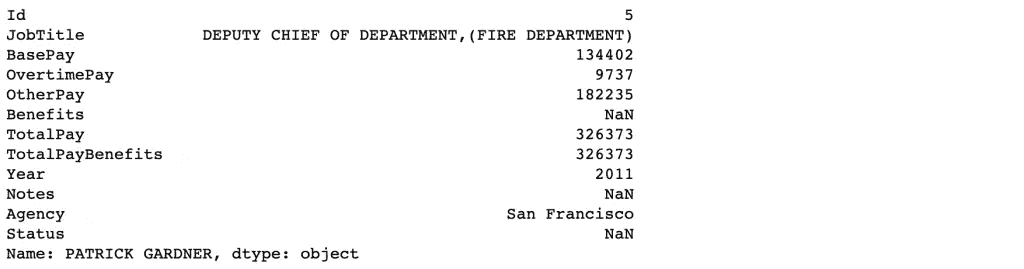 Id 5
JobTitle DEPUTY CHIEF OF DEPARTMENT,(FIRE DEPARTMENT)
BasePay 134402
OvertimePay 9737
OtherPay 182235
Benefits NaN
TotalPay 326373
TotalPayBenefits 326373
Year 2011
Notes NaN
Agency San Francisco
Status NaN
Name: PATRICK GARDNER, dtype: object